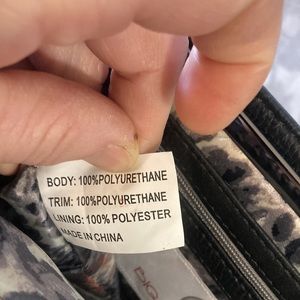 BODY: 100%POLYURETHANE
TRIM: 100%POLYURETHANE
LINING: 100% POLYESTER
MADE IN CHINA